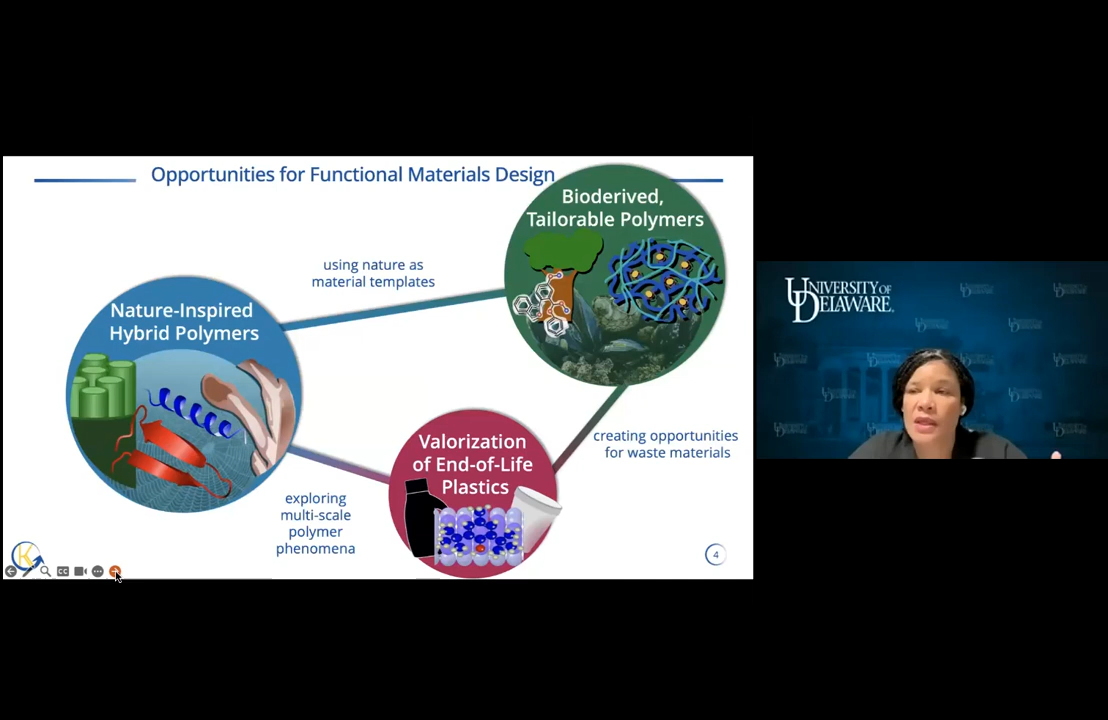 Opportunities for Functional Materials Design
Bioderived,
Tailorable Polymers
using nature as
material templates
Nature-Inspired
Hybrid Polymers
creating opportunities
for waste materials
Valorization
of End-of-Life
Plastics
exploring
multi-scale
polymer
phenomena
4
K
CC
UNIVERSITY OF
DELAWARE.